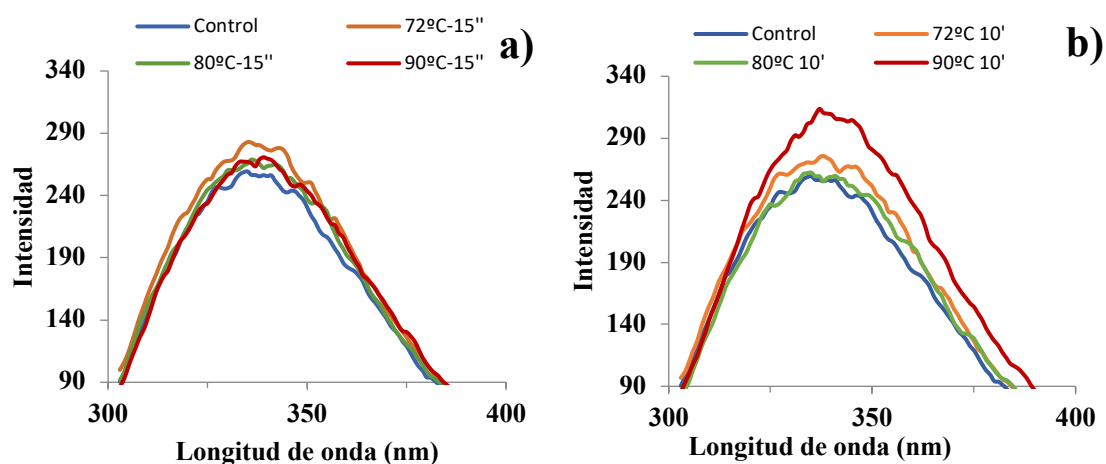 Control 72ºC-15''
80ºC-15'' 90ºC-15''
a)
340
290
240
190
140
90
300 350 400
Intensidad
Longitud de onda (nm)
Control 72ºC 10'
80ºC 10' 90ºC 10'
b)
340
290
240
190
140
90
300 350 400
Intensidad
Longitud de onda (nm)